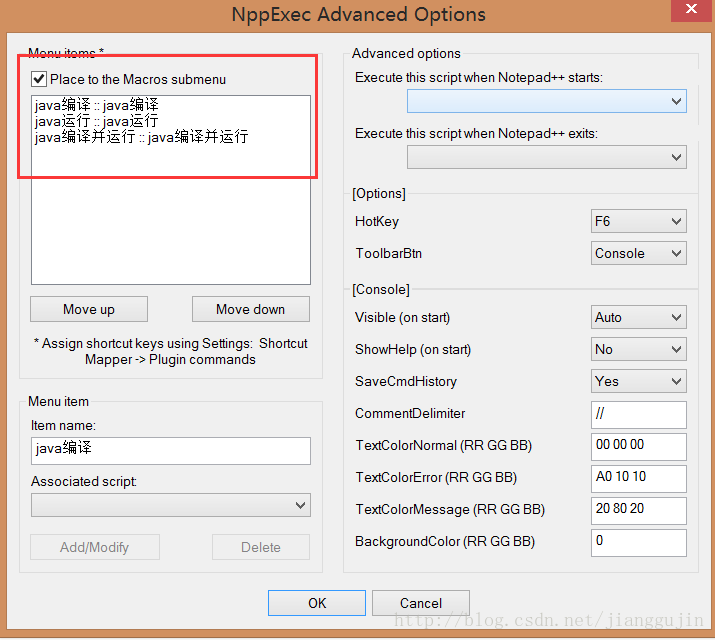 NppExec Advanced Options
Menu items *
Place to the Macros submenu
java编译 :: java编译
java运行 :: java运行
java编译并运行 :: java编译并运行
Move up
Move down
* Assign shortcut keys using Settings: Shortcut
Mapper -> Plugin commands
Menu item
Item name:
java编译
Associated script:
Add/Modify
Delete
Advanced options
Execute this script when Notepad++ starts:
Execute this script when Notepad++ exits:
[Options]
HotKey
F6
ToolbarBtn
Console
[Console]
Visible (on start)
Auto
ShowHelp (on start)
No
SaveCmdHistory
Yes
CommentDelimiter
//
TextColorNormal (RR GG BB)
00 00 00
TextColorError (RR GG BB)
A0 10 10
TextColorMessage (RR GG BB)
20 80 20
BackgroundColor (RR GG BB)
0
OK
Cancel
http://blog.csdn.net/jianggujin